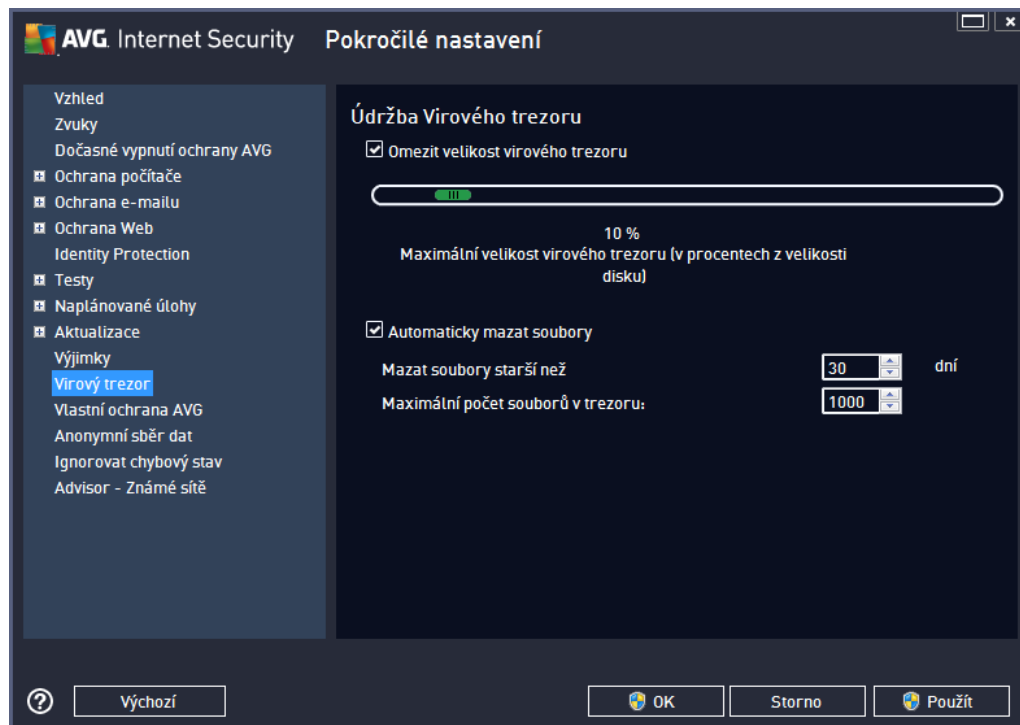 AVG. Internet Security Pokročilé nastavení
Vzhled
Zvuky
Dočasné vypnutí ochrany AVG
Ochrana počítače
Ochrana e-mailu
Ochrana Web
Identity Protection
Testy
Naplánované úlohy
Aktualizace
Výjimky
Virový trezor
Vlastní ochrana AVG
Anonymní sběr dat
Ignorovat chybový stav
Advisor - Známé sítě
Údržba Virového trezoru
Omezit velikost virového trezoru
10 %
Maximální velikost virového trezoru (v procentech z velikosti
disku)
Automaticky mazat soubory
Mazat soubory starší než 30 dní
Maximální počet souborů v trezoru: 1000
? Výchozí OK Storno Použít